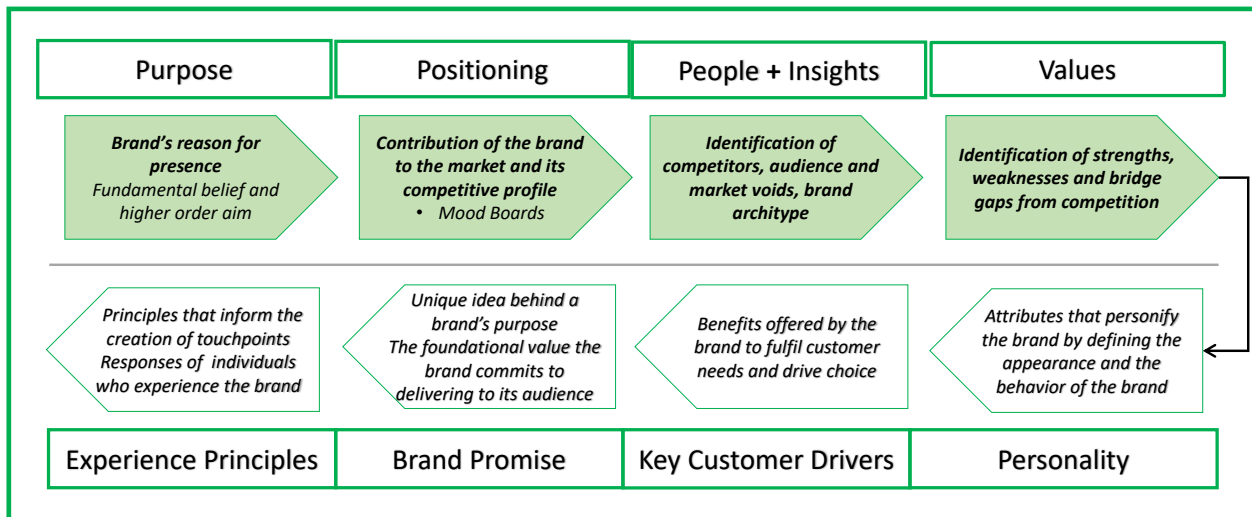 Purpose
Positioning
People + Insights
Values
Brand's reason for
presence
Fundamental belief and
higher order aim
Contribution of the brand
to the market and its
competitive profile
• Mood Boards
Identification of
competitors, audience and
market voids, brand
architype
Identification of strengths,
weaknesses and bridge
gaps from competition
Principles that inform the
creation of touchpoints
Responses of individuals
who experience the brand
Unique idea behind a
brand's purpose
The foundational value the
brand commits to
delivering to its audience
Benefits offered by the
brand to fulfil customer
needs and drive choice
Attributes that personify
the brand by defining the
appearance and the
behavior of the brand
Experience Principles
Brand Promise
Key Customer Drivers
Personality